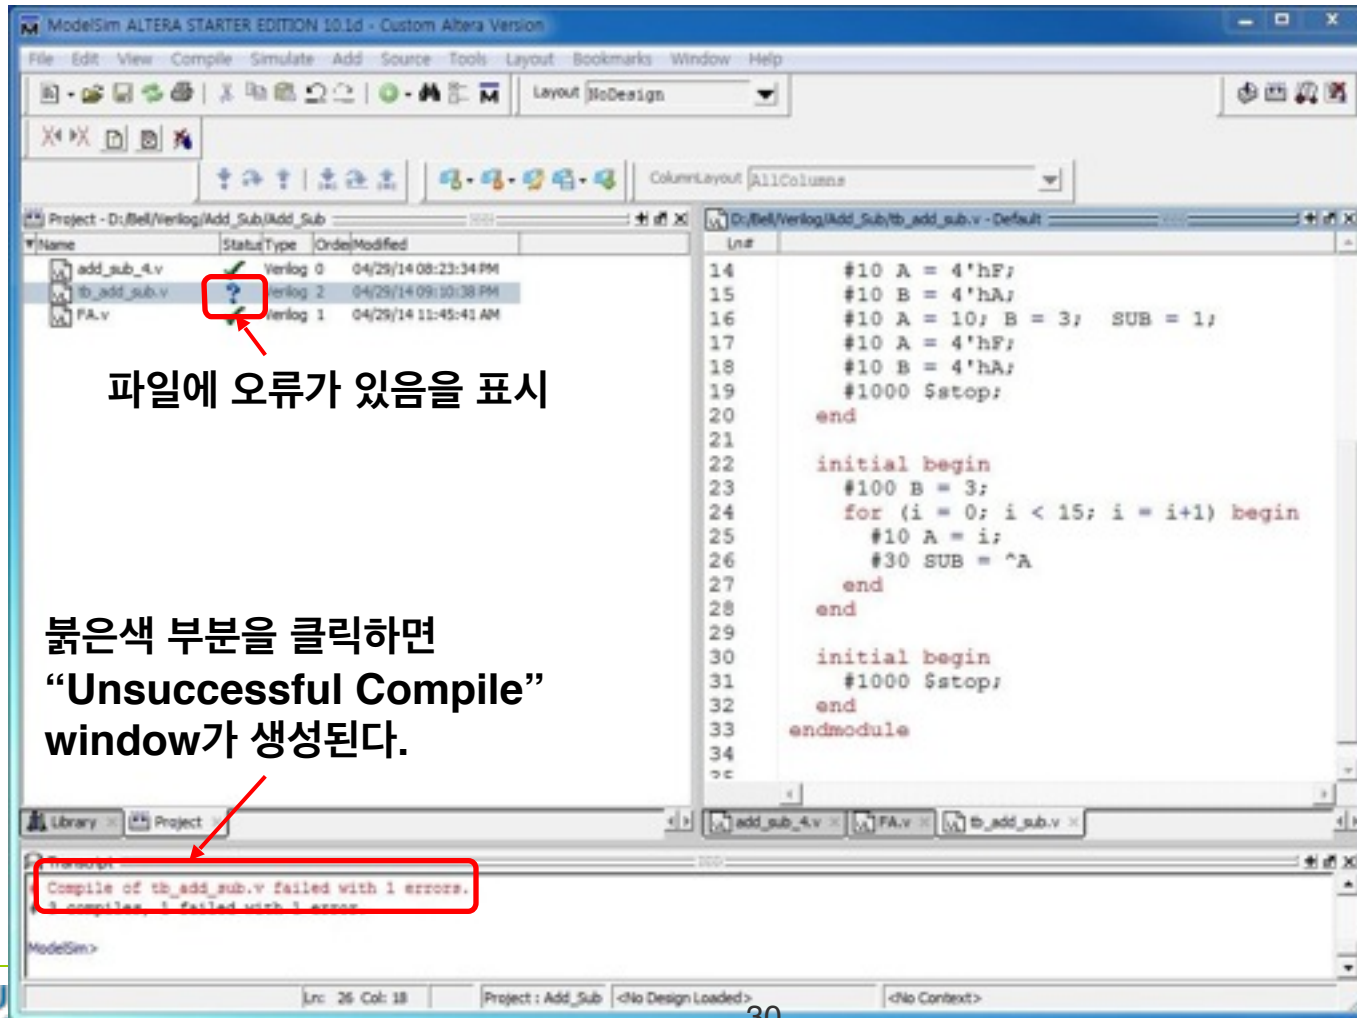 ModelSim ALTERA STARTER EDITION 10.1d - Custom Altera Version
File Edit View Compile Simulate Add Source Tools Layout Bookmarks Window Help
Layout NoDesign
ColumnLayout AllColumns
Project - D:/Bell/Verilog/Add_Sub/Add_Sub
Name Status Type Order Modified
add_sub_4.v Verilog 0 04/29/14 08:23:34 PM
tb_add_sub.v ? Verilog 2 04/29/14 09:10:38 PM
FA.v Verilog 1 04/29/14 11:45:41 AM
파일에 오류가 있음을 표시
붉은색 부분을 클릭하면
“Unsuccessful Compile”
window가 생성된다.
Library Project
D:/Bell/Verilog/Add_Sub/tb_add_sub.v - Default
Ln#
14 #10 A = 4'hF;
15 #10 B = 4'hA;
16 #10 A = 10; B = 3; SUB = 1;
17 #10 A = 4'hF;
18 #10 B = 4'hA;
19 #1000 $stop;
20 end
21
22 initial begin
23 #100 B = 3;
24 for (i = 0; i < 15; i = i+1) begin
25 #10 A = i;
26 #30 SUB = ^A
27 end
28 end
29
30 initial begin
31 #1000 $stop;
32 end
33 endmodule
34
35
add_sub_4.v FA.v tb_add_sub.v
Transcript
# Compile of tb_add_sub.v failed with 1 errors.
# 3 compiles, 1 failed with 1 error.
ModelSim>
Ln: 26 Col: 18 Project : Add_Sub <No Design Loaded> <No Context>
30